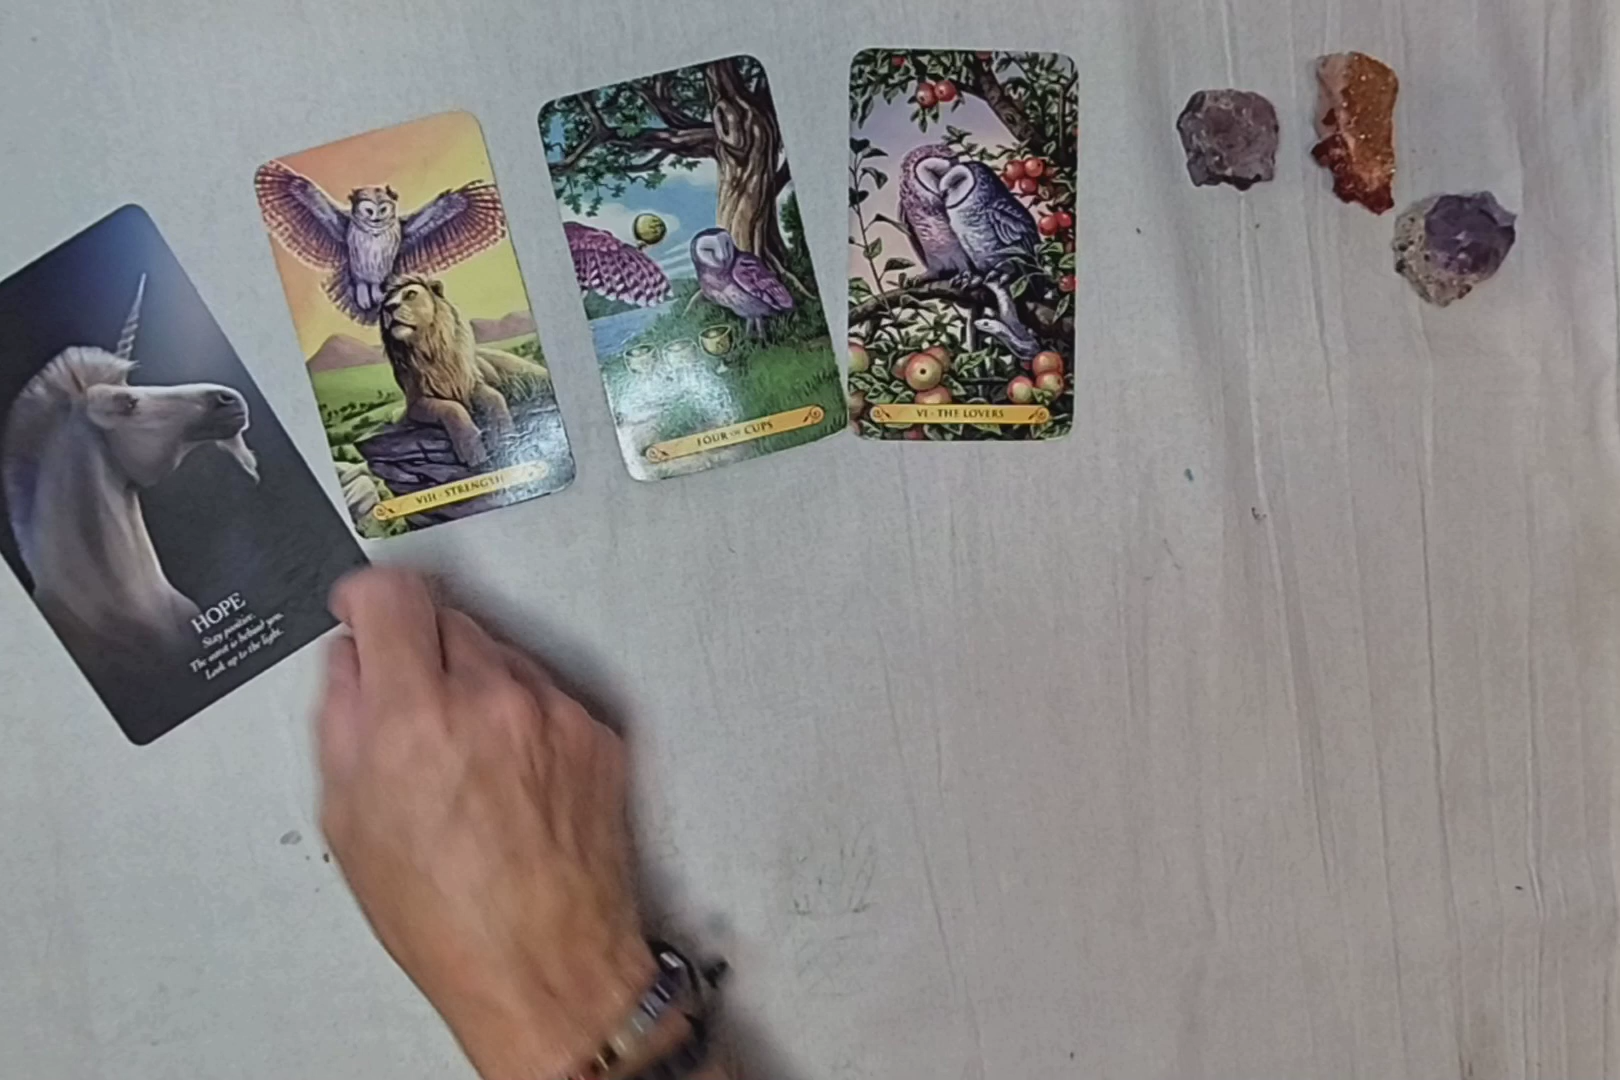 HOPE
Stay positive.
The worst is behind you.
Look up to the light.
VIII · STRENGTH
FOUR OF CUPS
VI · THE LOVERS